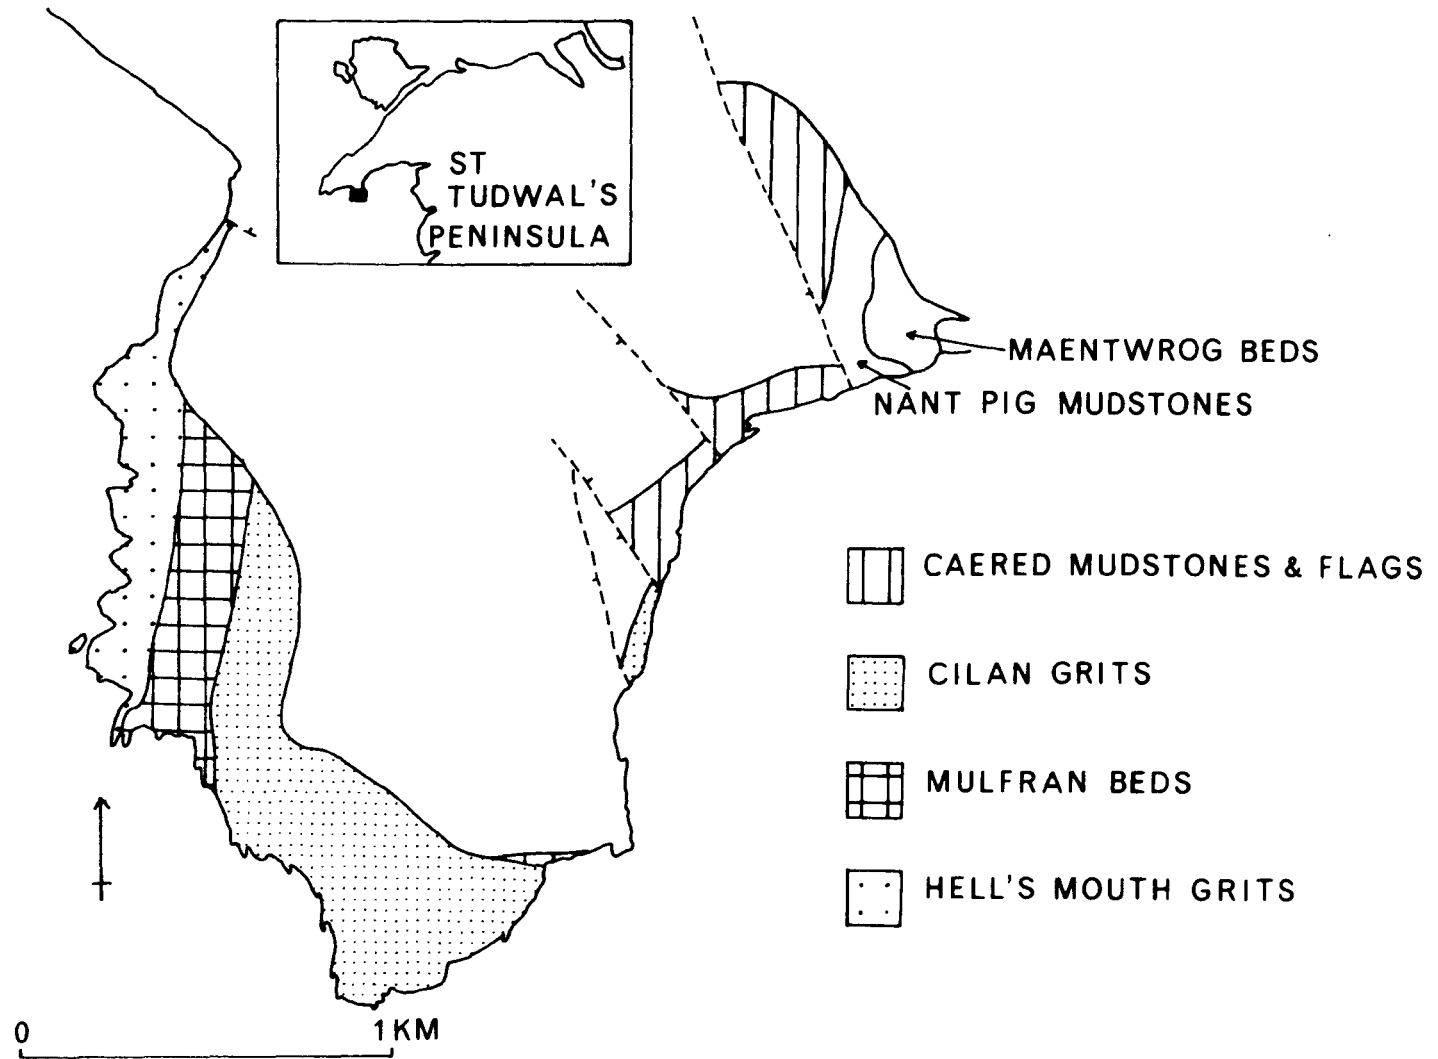 ST
TUDWAL'S
PENINSULA
MAENTWROG BEDS
NANT PIG MUDSTONES
CAERED MUDSTONES & FLAGS
CILAN GRITS
MULFRAN BEDS
HELL'S MOUTH GRITS
0 1KM